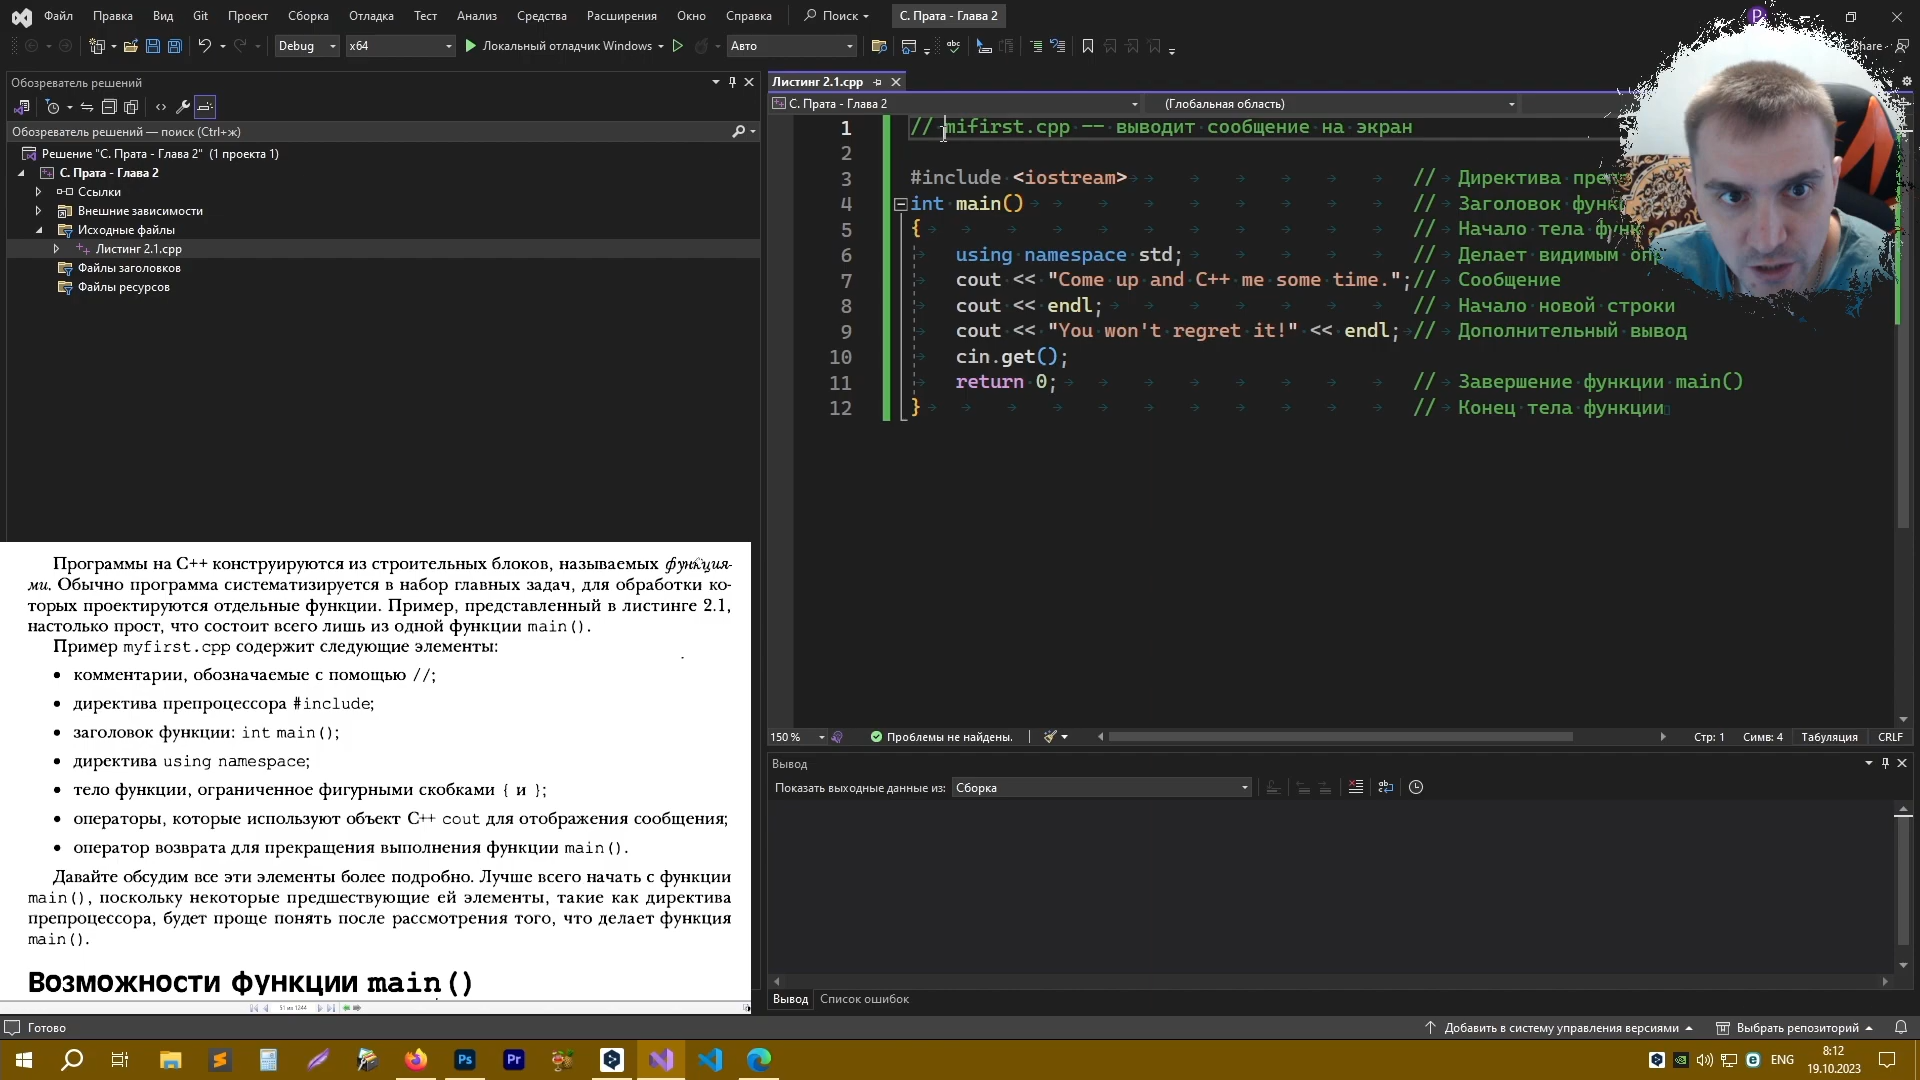 Файл Правка Вид Git Проект Сборка Отладка Тест Анализ Средства Расширения Окно Справка Поиск С. Прата - Глава 2
Debug x64 Локальный отладчик Windows Авто Share
Обозреватель решений
Обозреватель решений — поиск (Ctrl+ж)
Решение "С. Прата - Глава 2" (1 проекта 1)
С. Прата - Глава 2
Ссылки
Внешние зависимости
Исходные файлы
Листинг 2.1.cpp
Файлы заголовков
Файлы ресурсов
Программы на C++ конструируются из строительных блоков, называемых функция-
ми. Обычно программа систематизируется в набор главных задач, для обработки ко-
торых проектируются отдельные функции. Пример, представленный в листинге 2.1,
настолько прост, что состоит всего лишь из одной функции main().
Пример myfirst.cpp содержит следующие элементы:
• комментарии, обозначаемые с помощью //;
• директива препроцессора #include;
• заголовок функции: int main();
• директива using namespace;
• тело функции, ограниченное фигурными скобками { и };
• операторы, которые используют объект C++ cout для отображения сообщения;
• оператор возврата для прекращения выполнения функции main().
Давайте обсудим все эти элементы более подробно. Лучше всего начать с функции
main(), поскольку некоторые предшествующие ей элементы, такие как директива
препроцессора, будет проще понять после рассмотрения того, что делает функция
main().
Возможности функции main()
51 из 1244
Листинг 2.1.cpp
С. Прата - Глава 2 (Глобальная область)
1 // mifirst.cpp -- выводит сообщение на экран
2
3 #include <iostream> // Директива
4 int main() // Заголовок
5 { // Начало тела
6 using namespace std; // Делает видимым
7 cout << "Come up and C++ me some time."; // Сообщение
8 cout << endl; // Начало новой строки
9 cout << "You won't regret it!" << endl; // Дополнительный вывод
10 cin.get();
11 return 0; // Завершение функции main()
12 } // Конец тела функции
150 % Проблемы не найдены. Стр: 1 Симв: 4 Табуляция CRLF
Вывод
Показать выходные данные из: Сборка
Вывод Список ошибок
Готово Добавить в систему управления версиями Выбрать репозиторий
Ps Pr ENG 8:12
19.10.2023